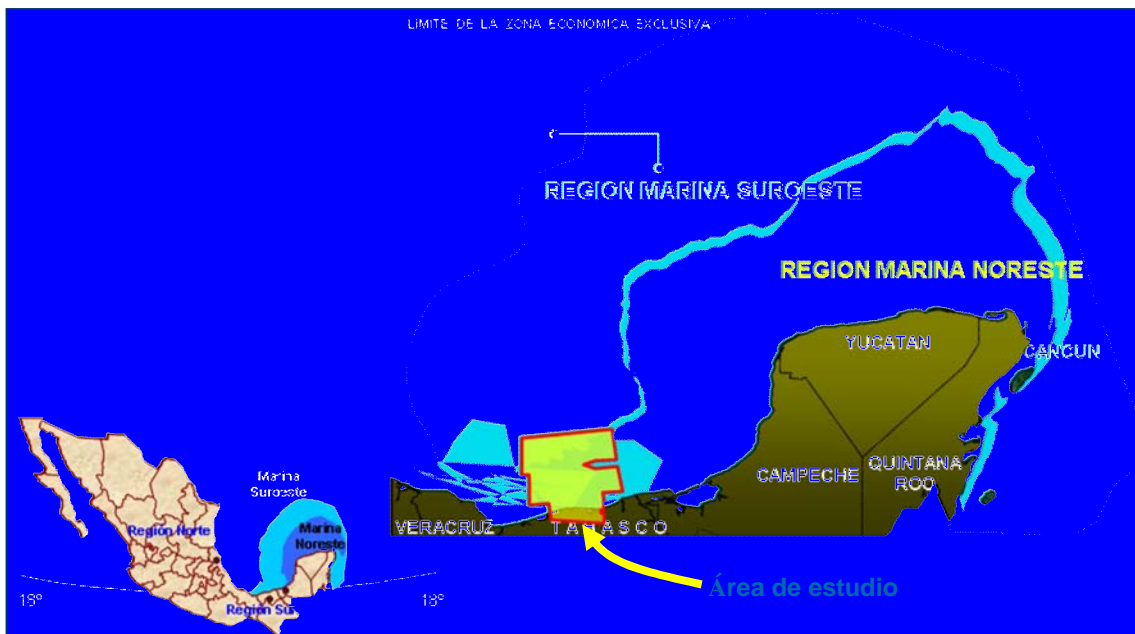 LIMITE DE LA ZONA ECONOMICA EXCLUSIVA
REGION MARINA SUROESTE
REGION MARINA NORESTE
YUCATAN
CANCUN
CAMPECHE
QUINTANA
ROO
VERACRUZ
TABASCO
Área de estudio
Marina
Suroeste
Marina
Noreste
Región Norte
Región Sur
18°
18°